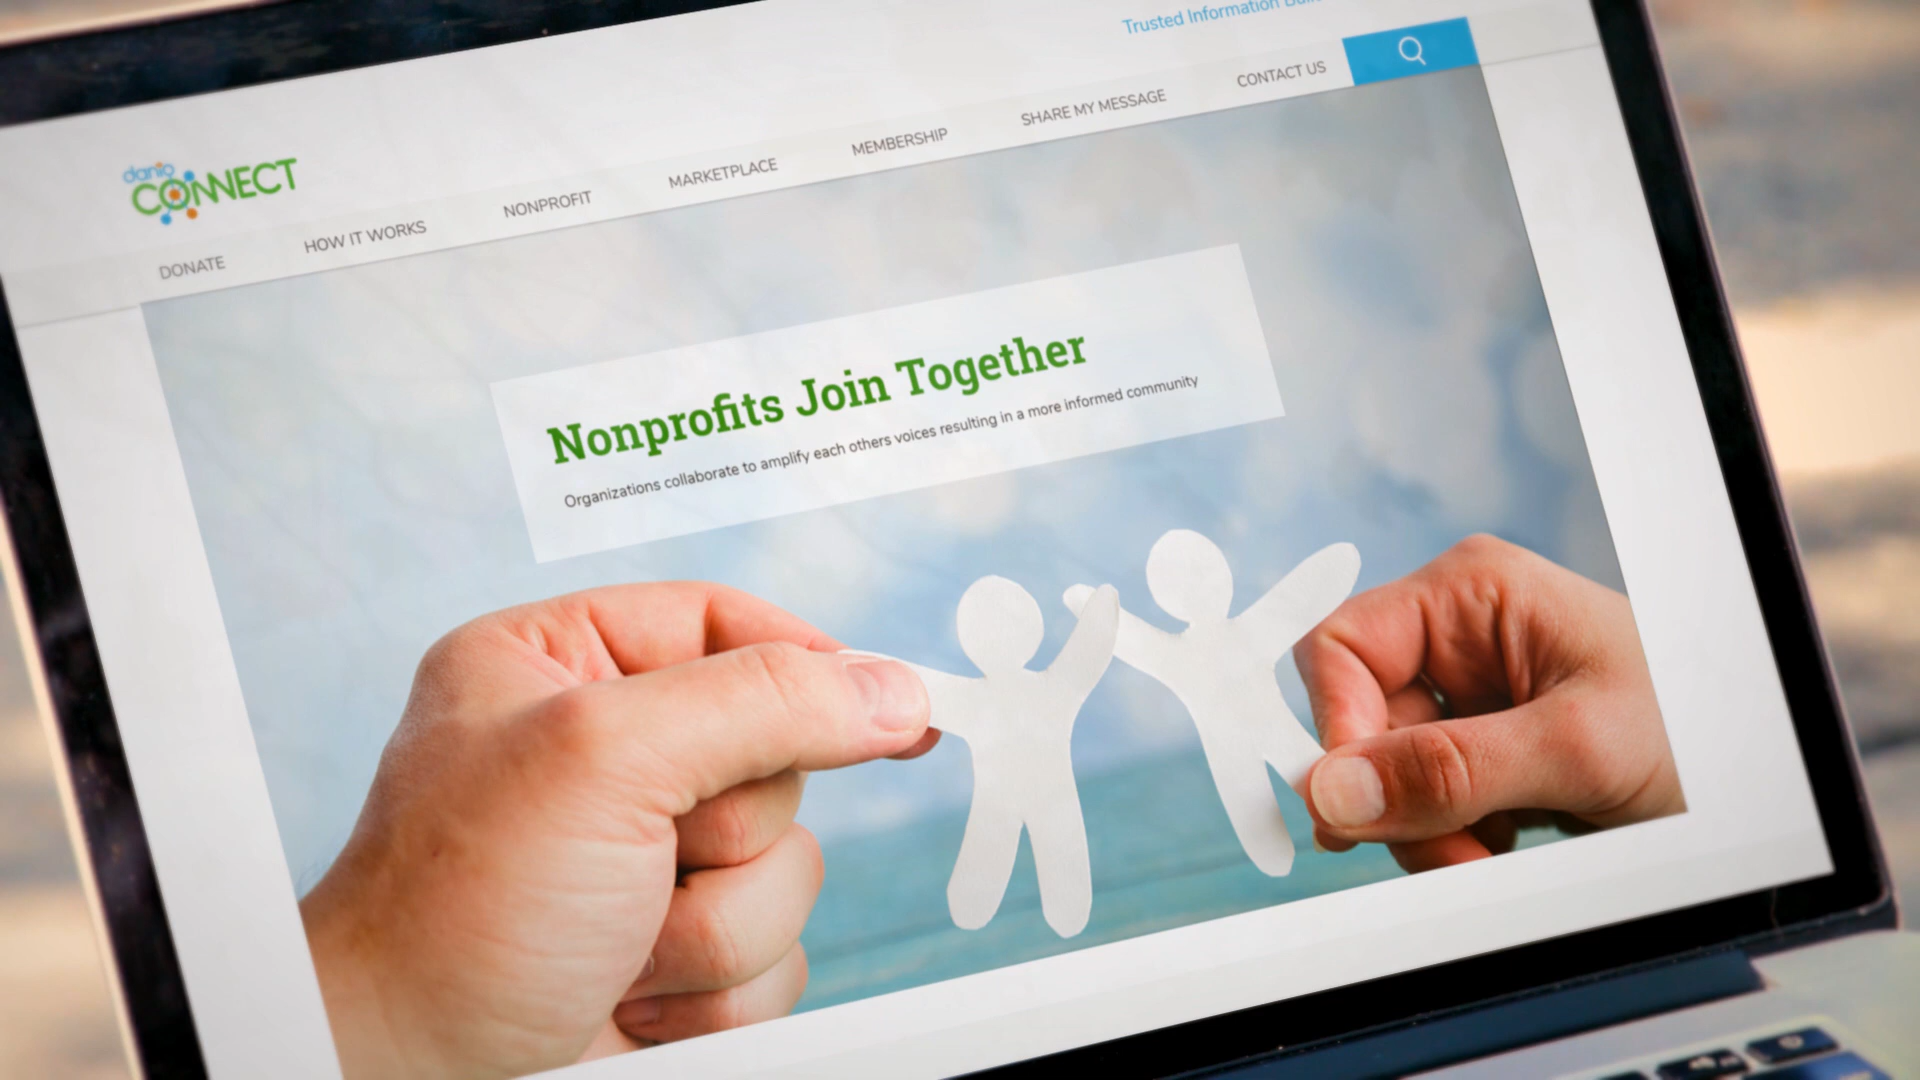 Trusted Information
danio
CONNECT
DONATE
HOW IT WORKS
NONPROFIT
MARKETPLACE
MEMBERSHIP
SHARE MY MESSAGE
CONTACT US
Nonprofits Join Together
Organizations collaborate to amplify each others voices resulting in a more informed community